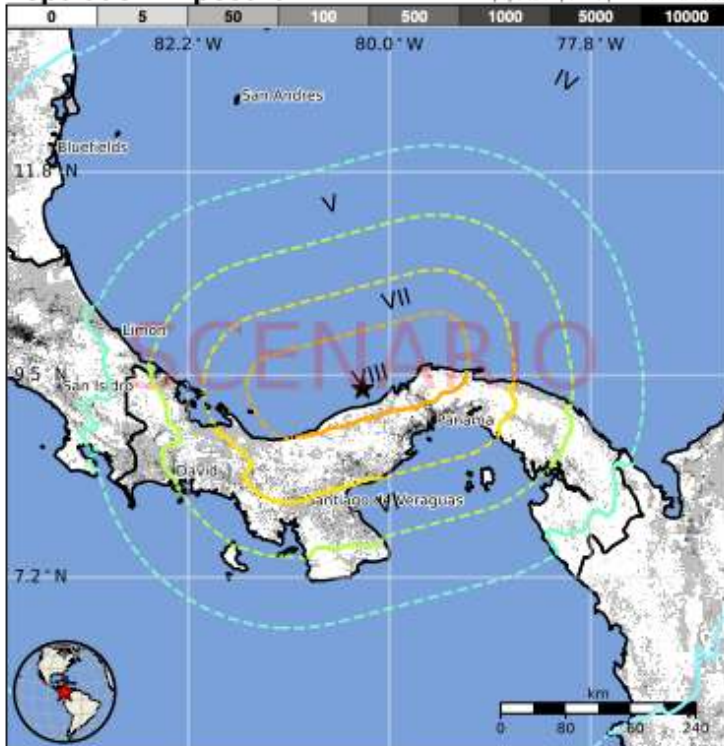 0 5 50 100 500 1000 5000 10000
82.2°W 80.0°W 77.8°W
IV
San Andres
Bluefields
11.8°N
V
VII
SCENARIO
Limon
VIII
9.5°N
San Isidro
Panama
David
Santiago de Veraguas
7.2°N
km
0 80 160 240